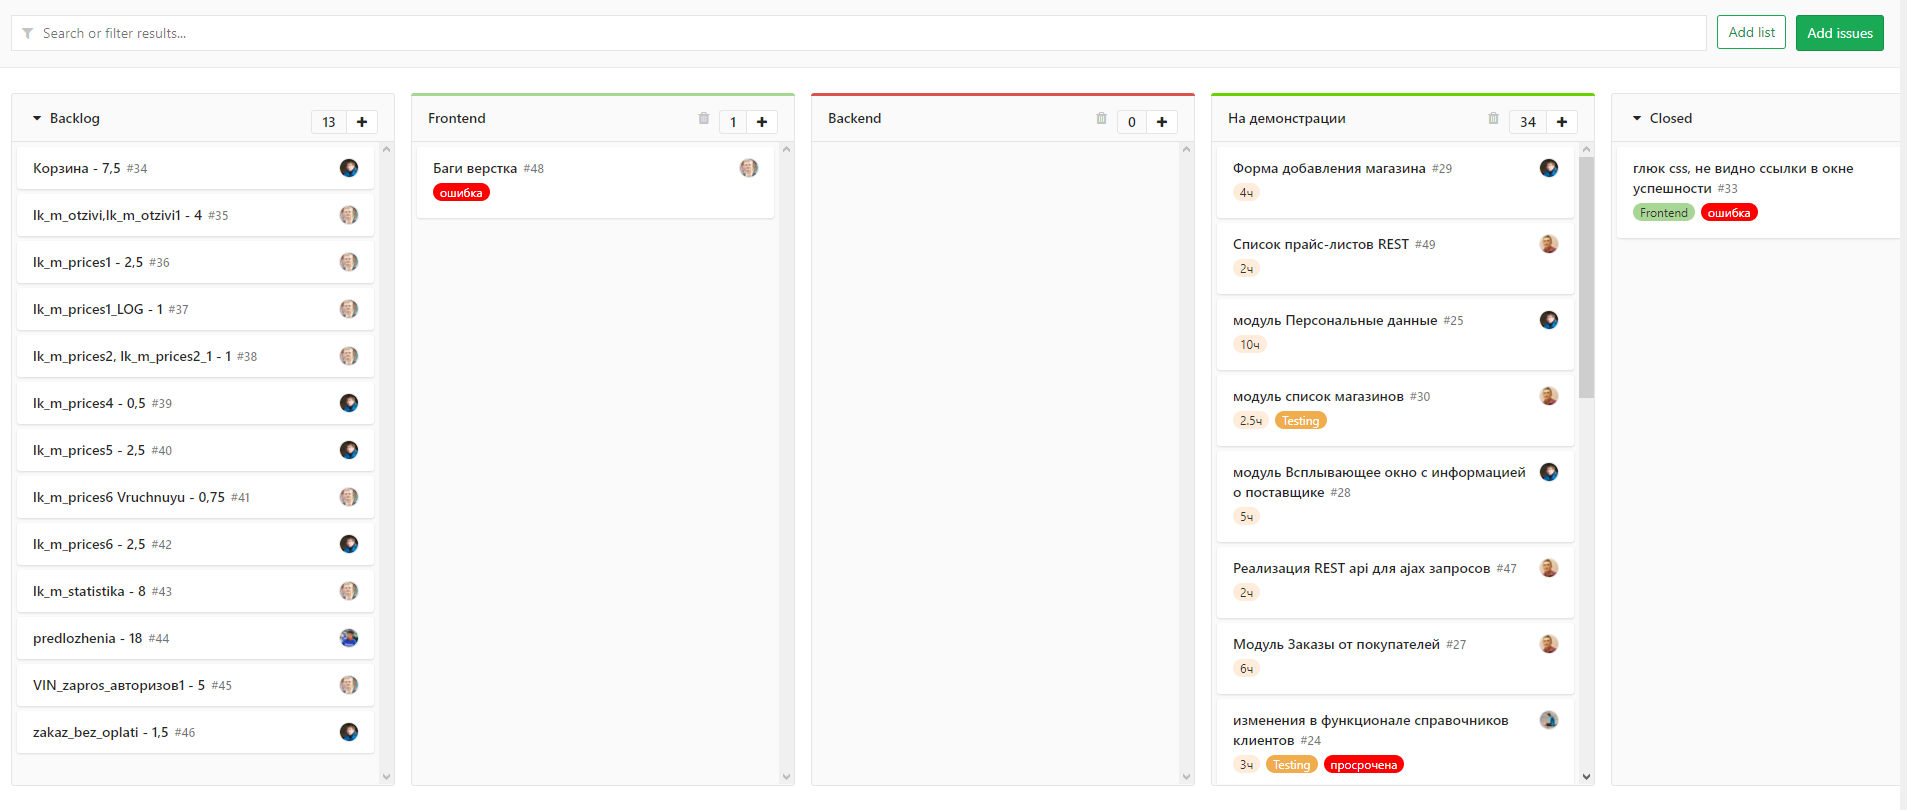 Search or filter results...
Add list
Add issues
Backlog
13
Корзина - 7,5 #34
lk_m_otzivi,lk_m_otzivi1 - 4 #35
lk_m_prices1 - 2,5 #36
lk_m_prices1_LOG - 1 #37
lk_m_prices2, lk_m_prices2_1 - 1 #38
lk_m_prices4 - 0,5 #39
lk_m_prices5 - 2,5 #40
lk_m_prices6 Vruchnuyu - 0,75 #41
lk_m_prices6 - 2,5 #42
lk_m_statistika - 8 #43
predlozhenia - 18 #44
VIN_zapros_авторизов1 - 5 #45
zakaz_bez_oplati - 1,5 #46
Frontend
1
Баги верстка #48
ошибка
Backend
0
На демонстрации
34
Форма добавления магазина #29
4ч
Список прайс-листов REST #49
2ч
модуль Персональные данные #25
10ч
модуль список магазинов #30
2.5ч Testing
модуль Всплывающее окно с информацией
о поставщике #28
5ч
Реализация REST api для ajax запросов #47
2ч
Модуль Заказы от покупателей #27
6ч
изменения в функционале справочников
клиентов #24
3ч Testing просрочена
Closed
глюк css, не видно ссылки в окне
успешности #33
Frontend ошибка